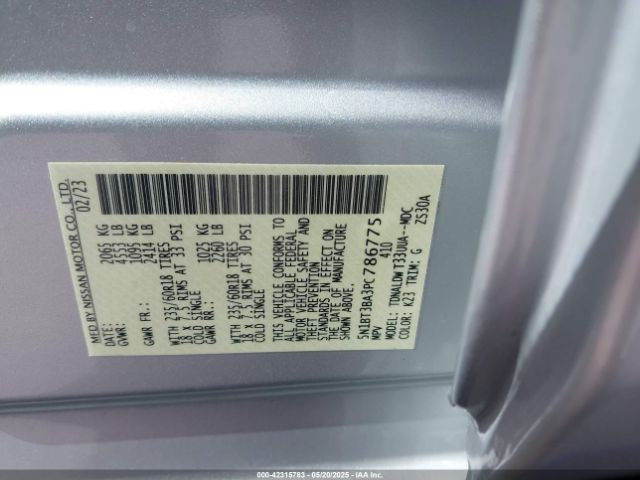 MFD BY NISSAN MOTOR CO., LTD.
DATE: 02/23
GVWR: 2065 KG
4553 LB
GAWR FR.: 1095 KG
2414 LB
WITH 235/60R18 TIRES
18 X 7.5 RIMS AT 33 PSI
COLD SINGLE
GAWR RR.: 1025 KG
2260 LB
WITH 235/60R18 TIRES
18 X 7.5 RIMS AT 30 PSI
COLD SINGLE
THIS VEHICLE CONFORMS TO
ALL APPLICABLE FEDERAL
MOTOR VEHICLE SAFETY AND
THEFT PREVENTION
STANDARDS IN EFFECT ON
THE DATE OF MANUFACTURE
SHOWN ABOVE.
5N1BT3BA3PC786775
MPV 410
MODEL: TDNALDWT33UUA--MDC
COLOR: K23 TRIM: G ZS30A
000-42315783 - 05/20/2025 - IAAI, Inc.